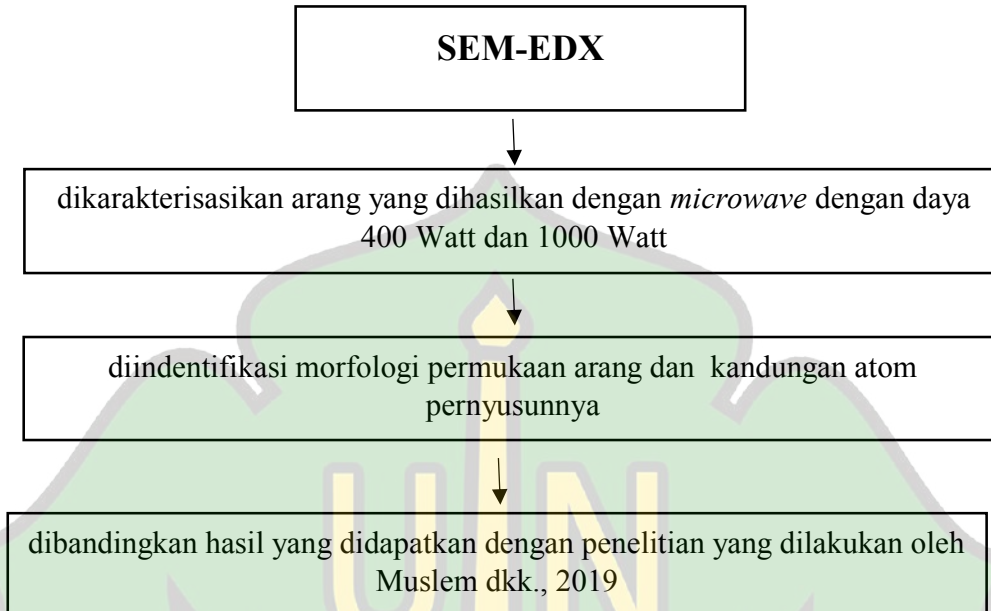 SEM-EDX
dikarakterisasikan arang yang dihasilkan dengan microwave dengan daya
400 Watt dan 1000 Watt
diindentifikasi morfologi permukaan arang dan kandungan atom
pernyusunnya
dibandingkan hasil yang didapatkan dengan penelitian yang dilakukan oleh
Muslem dkk., 2019
UIN